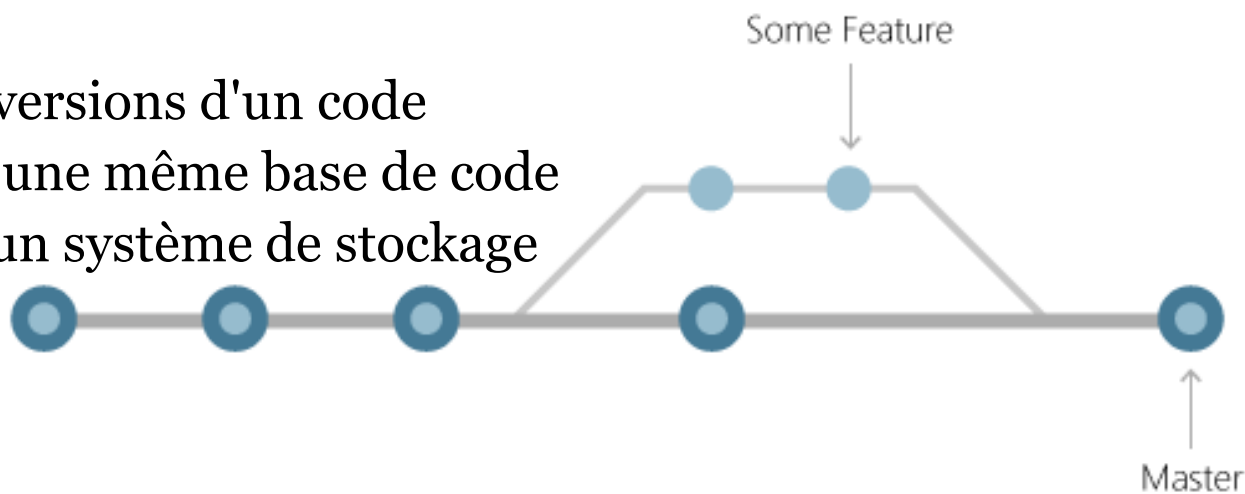 Some Feature
versions d'un code
une même base de code
un système de stockage
Master